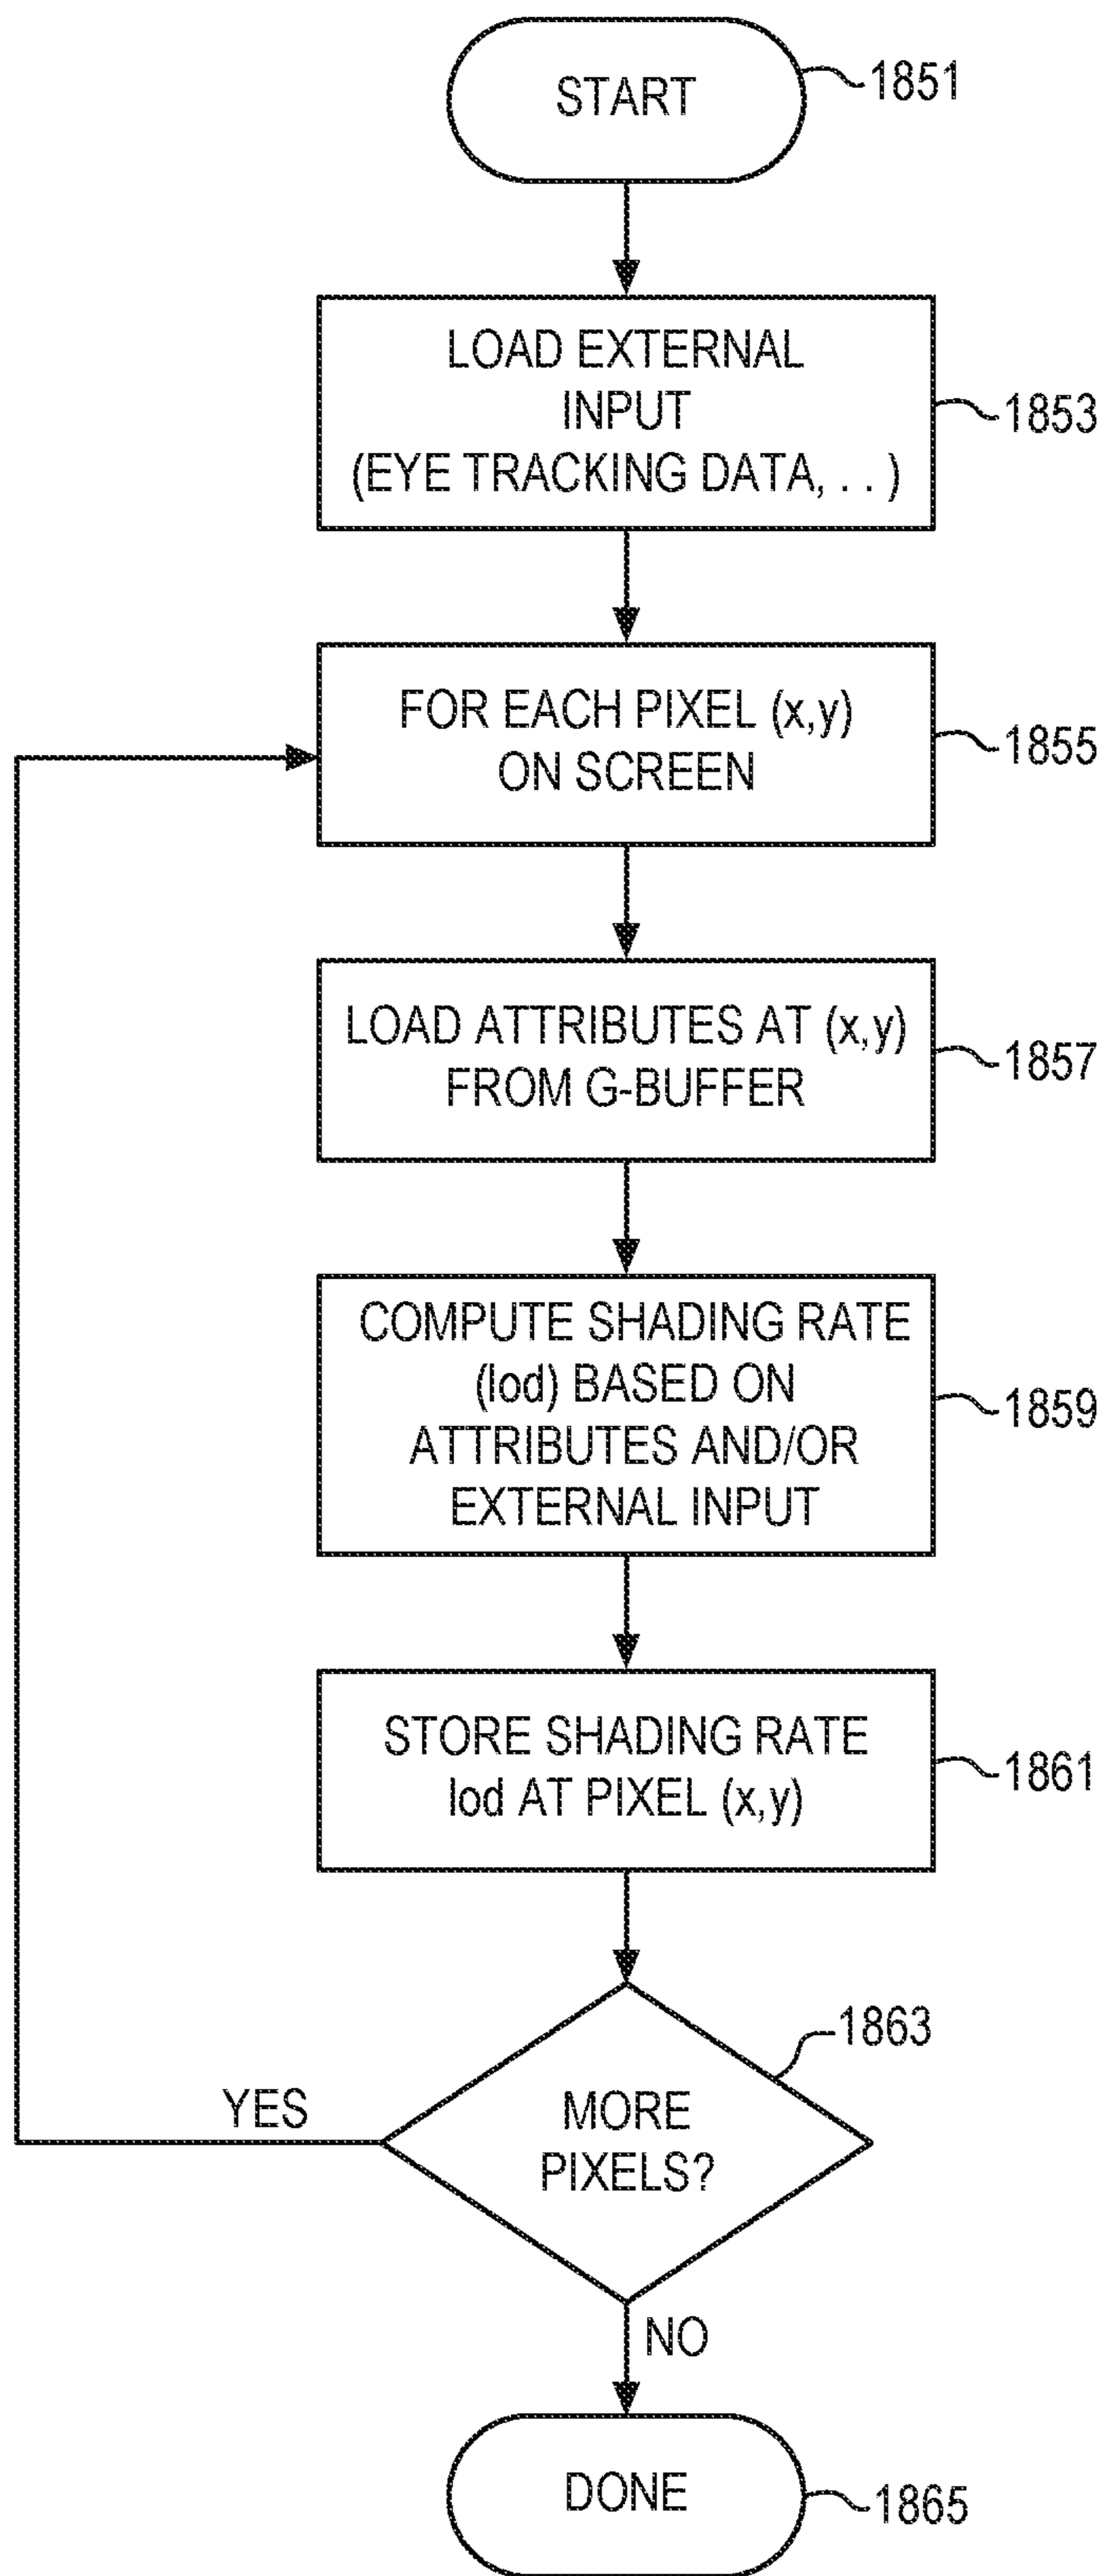 START
1851
LOAD EXTERNAL
INPUT
(EYE TRACKING DATA, . . )
1853
FOR EACH PIXEL (x,y)
ON SCREEN
1855
LOAD ATTRIBUTES AT (x,y)
FROM G-BUFFER
1857
COMPUTE SHADING RATE
(lod) BASED ON
ATTRIBUTES AND/OR
EXTERNAL INPUT
1859
STORE SHADING RATE
lod AT PIXEL (x,y)
1861
1863
MORE
PIXELS?
YES
NO
DONE
1865